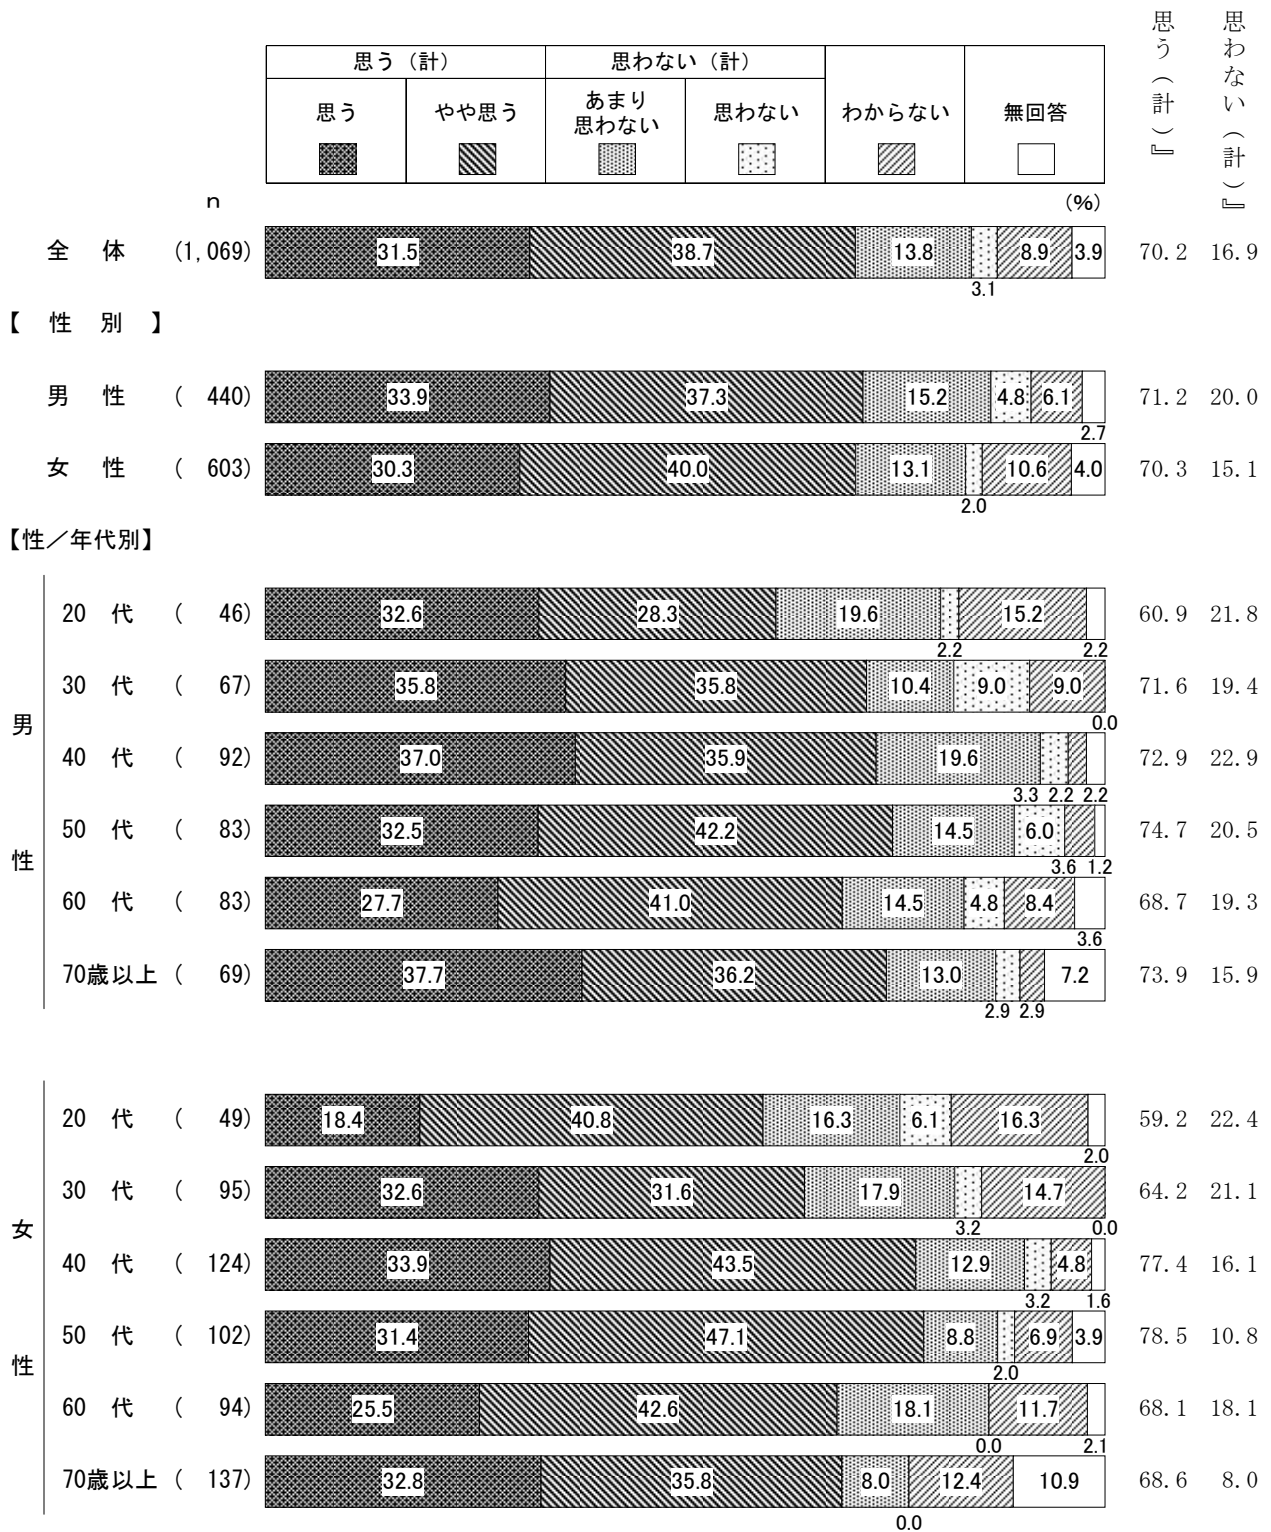 思う（計）』
思わない（計）』
思う（計） 思わない（計）
思う やや思う あまり思わない 思わない わからない 無回答
ｎ (%)
全 体 (1,069) 31.5 38.7 13.8 8.9 3.9 70.2 16.9
3.1
【 性 別 】
男 性 ( 440) 33.9 37.3 15.2 4.8 6.1 71.2 20.0
2.7
女 性 ( 603) 30.3 40.0 13.1 10.6 4.0 70.3 15.1
2.0
【性／年代別】
男性
20 代 ( 46) 32.6 28.3 19.6 15.2 60.9 21.8
2.2 2.2
30 代 ( 67) 35.8 35.8 10.4 9.0 9.0 71.6 19.4
0.0
40 代 ( 92) 37.0 35.9 19.6 72.9 22.9
3.3 2.2 2.2
50 代 ( 83) 32.5 42.2 14.5 6.0 74.7 20.5
3.6 1.2
60 代 ( 83) 27.7 41.0 14.5 4.8 8.4 68.7 19.3
3.6
70歳以上 ( 69) 37.7 36.2 13.0 7.2 73.9 15.9
2.9 2.9
女性
20 代 ( 49) 18.4 40.8 16.3 6.1 16.3 59.2 22.4
2.0
30 代 ( 95) 32.6 31.6 17.9 14.7 64.2 21.1
3.2 0.0
40 代 ( 124) 33.9 43.5 12.9 4.8 77.4 16.1
3.2 1.6
50 代 ( 102) 31.4 47.1 8.8 6.9 3.9 78.5 10.8
2.0
60 代 ( 94) 25.5 42.6 18.1 11.7 68.1 18.1
0.0 2.1
70歳以上 ( 137) 32.8 35.8 8.0 12.4 10.9 68.6 8.0
0.0